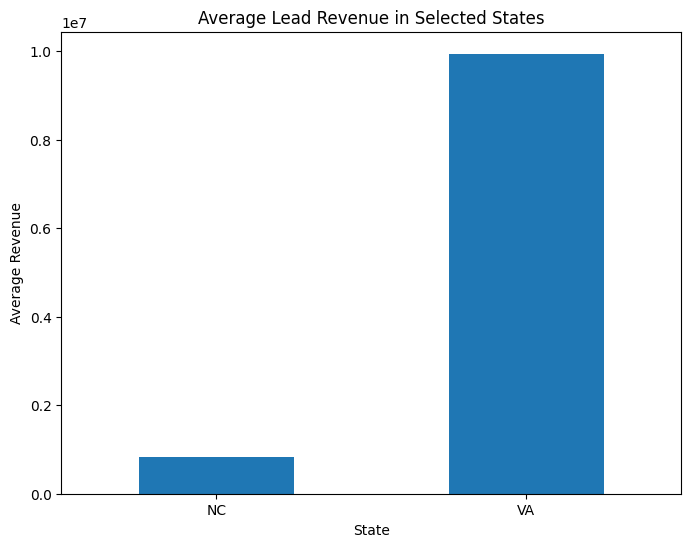 Average Lead Revenue in Selected States
1e7
1.0
0.8
0.6
0.4
0.2
0.0
Average Revenue
NC
VA
State